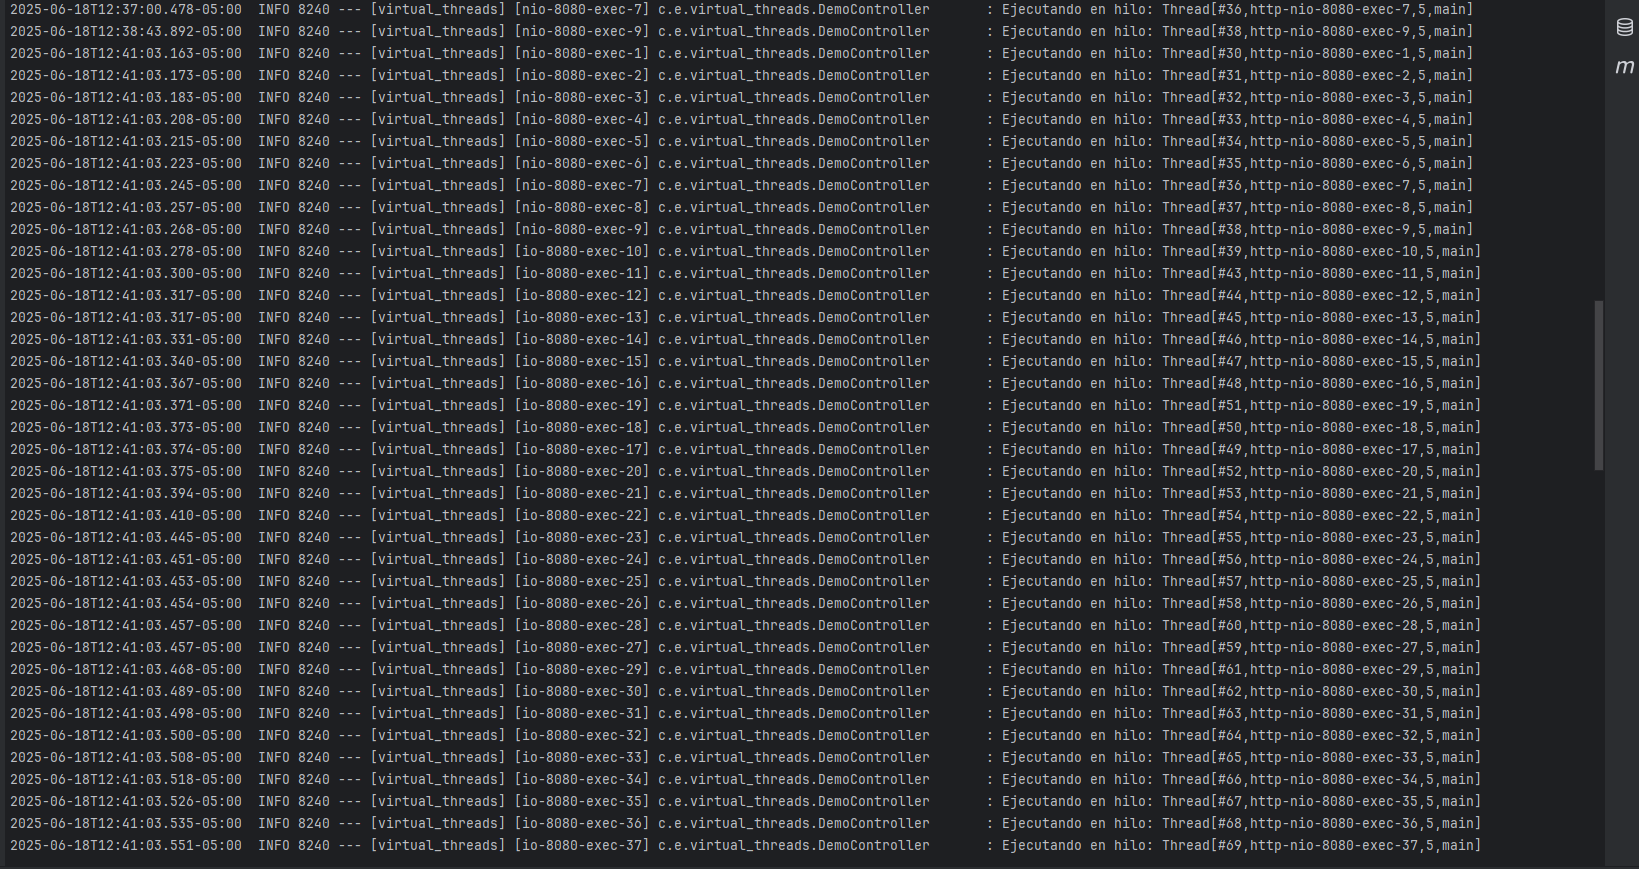 2025-06-18T12:37:00.478-05:00  INFO 8240 --- [virtual_threads] [nio-8080-exec-7] c.e.virtual_threads.DemoController       : Ejecutando en hilo: Thread[#36,http-nio-8080-exec-7,5,main]
2025-06-18T12:38:43.892-05:00  INFO 8240 --- [virtual_threads] [nio-8080-exec-9] c.e.virtual_threads.DemoController       : Ejecutando en hilo: Thread[#38,http-nio-8080-exec-9,5,main]
2025-06-18T12:41:03.163-05:00  INFO 8240 --- [virtual_threads] [nio-8080-exec-1] c.e.virtual_threads.DemoController       : Ejecutando en hilo: Thread[#30,http-nio-8080-exec-1,5,main]
2025-06-18T12:41:03.173-05:00  INFO 8240 --- [virtual_threads] [nio-8080-exec-2] c.e.virtual_threads.DemoController       : Ejecutando en hilo: Thread[#31,http-nio-8080-exec-2,5,main]
2025-06-18T12:41:03.183-05:00  INFO 8240 --- [virtual_threads] [nio-8080-exec-3] c.e.virtual_threads.DemoController       : Ejecutando en hilo: Thread[#32,http-nio-8080-exec-3,5,main]
2025-06-18T12:41:03.208-05:00  INFO 8240 --- [virtual_threads] [nio-8080-exec-4] c.e.virtual_threads.DemoController       : Ejecutando en hilo: Thread[#33,http-nio-8080-exec-4,5,main]
2025-06-18T12:41:03.215-05:00  INFO 8240 --- [virtual_threads] [nio-8080-exec-5] c.e.virtual_threads.DemoController       : Ejecutando en hilo: Thread[#34,http-nio-8080-exec-5,5,main]
2025-06-18T12:41:03.223-05:00  INFO 8240 --- [virtual_threads] [nio-8080-exec-6] c.e.virtual_threads.DemoController       : Ejecutando en hilo: Thread[#35,http-nio-8080-exec-6,5,main]
2025-06-18T12:41:03.245-05:00  INFO 8240 --- [virtual_threads] [nio-8080-exec-7] c.e.virtual_threads.DemoController       : Ejecutando en hilo: Thread[#36,http-nio-8080-exec-7,5,main]
2025-06-18T12:41:03.257-05:00  INFO 8240 --- [virtual_threads] [nio-8080-exec-8] c.e.virtual_threads.DemoController       : Ejecutando en hilo: Thread[#37,http-nio-8080-exec-8,5,main]
2025-06-18T12:41:03.268-05:00  INFO 8240 --- [virtual_threads] [nio-8080-exec-9] c.e.virtual_threads.DemoController       : Ejecutando en hilo: Thread[#38,http-nio-8080-exec-9,5,main]
2025-06-18T12:41:03.278-05:00  INFO 8240 --- [virtual_threads] [io-8080-exec-10] c.e.virtual_threads.DemoController       : Ejecutando en hilo: Thread[#39,http-nio-8080-exec-10,5,main]
2025-06-18T12:41:03.300-05:00  INFO 8240 --- [virtual_threads] [io-8080-exec-11] c.e.virtual_threads.DemoController       : Ejecutando en hilo: Thread[#43,http-nio-8080-exec-11,5,main]
2025-06-18T12:41:03.317-05:00  INFO 8240 --- [virtual_threads] [io-8080-exec-12] c.e.virtual_threads.DemoController       : Ejecutando en hilo: Thread[#44,http-nio-8080-exec-12,5,main]
2025-06-18T12:41:03.317-05:00  INFO 8240 --- [virtual_threads] [io-8080-exec-13] c.e.virtual_threads.DemoController       : Ejecutando en hilo: Thread[#45,http-nio-8080-exec-13,5,main]
2025-06-18T12:41:03.331-05:00  INFO 8240 --- [virtual_threads] [io-8080-exec-14] c.e.virtual_threads.DemoController       : Ejecutando en hilo: Thread[#46,http-nio-8080-exec-14,5,main]
2025-06-18T12:41:03.340-05:00  INFO 8240 --- [virtual_threads] [io-8080-exec-15] c.e.virtual_threads.DemoController       : Ejecutando en hilo: Thread[#47,http-nio-8080-exec-15,5,main]
2025-06-18T12:41:03.367-05:00  INFO 8240 --- [virtual_threads] [io-8080-exec-16] c.e.virtual_threads.DemoController       : Ejecutando en hilo: Thread[#48,http-nio-8080-exec-16,5,main]
2025-06-18T12:41:03.371-05:00  INFO 8240 --- [virtual_threads] [io-8080-exec-19] c.e.virtual_threads.DemoController       : Ejecutando en hilo: Thread[#51,http-nio-8080-exec-19,5,main]
2025-06-18T12:41:03.373-05:00  INFO 8240 --- [virtual_threads] [io-8080-exec-18] c.e.virtual_threads.DemoController       : Ejecutando en hilo: Thread[#50,http-nio-8080-exec-18,5,main]
2025-06-18T12:41:03.374-05:00  INFO 8240 --- [virtual_threads] [io-8080-exec-17] c.e.virtual_threads.DemoController       : Ejecutando en hilo: Thread[#49,http-nio-8080-exec-17,5,main]
2025-06-18T12:41:03.375-05:00  INFO 8240 --- [virtual_threads] [io-8080-exec-20] c.e.virtual_threads.DemoController       : Ejecutando en hilo: Thread[#52,http-nio-8080-exec-20,5,main]
2025-06-18T12:41:03.394-05:00  INFO 8240 --- [virtual_threads] [io-8080-exec-21] c.e.virtual_threads.DemoController       : Ejecutando en hilo: Thread[#53,http-nio-8080-exec-21,5,main]
2025-06-18T12:41:03.410-05:00  INFO 8240 --- [virtual_threads] [io-8080-exec-22] c.e.virtual_threads.DemoController       : Ejecutando en hilo: Thread[#54,http-nio-8080-exec-22,5,main]
2025-06-18T12:41:03.445-05:00  INFO 8240 --- [virtual_threads] [io-8080-exec-23] c.e.virtual_threads.DemoController       : Ejecutando en hilo: Thread[#55,http-nio-8080-exec-23,5,main]
2025-06-18T12:41:03.451-05:00  INFO 8240 --- [virtual_threads] [io-8080-exec-24] c.e.virtual_threads.DemoController       : Ejecutando en hilo: Thread[#56,http-nio-8080-exec-24,5,main]
2025-06-18T12:41:03.453-05:00  INFO 8240 --- [virtual_threads] [io-8080-exec-25] c.e.virtual_threads.DemoController       : Ejecutando en hilo: Thread[#57,http-nio-8080-exec-25,5,main]
2025-06-18T12:41:03.454-05:00  INFO 8240 --- [virtual_threads] [io-8080-exec-26] c.e.virtual_threads.DemoController       : Ejecutando en hilo: Thread[#58,http-nio-8080-exec-26,5,main]
2025-06-18T12:41:03.457-05:00  INFO 8240 --- [virtual_threads] [io-8080-exec-28] c.e.virtual_threads.DemoController       : Ejecutando en hilo: Thread[#60,http-nio-8080-exec-28,5,main]
2025-06-18T12:41:03.457-05:00  INFO 8240 --- [virtual_threads] [io-8080-exec-27] c.e.virtual_threads.DemoController       : Ejecutando en hilo: Thread[#59,http-nio-8080-exec-27,5,main]
2025-06-18T12:41:03.468-05:00  INFO 8240 --- [virtual_threads] [io-8080-exec-29] c.e.virtual_threads.DemoController       : Ejecutando en hilo: Thread[#61,http-nio-8080-exec-29,5,main]
2025-06-18T12:41:03.489-05:00  INFO 8240 --- [virtual_threads] [io-8080-exec-30] c.e.virtual_threads.DemoController       : Ejecutando en hilo: Thread[#62,http-nio-8080-exec-30,5,main]
2025-06-18T12:41:03.498-05:00  INFO 8240 --- [virtual_threads] [io-8080-exec-31] c.e.virtual_threads.DemoController       : Ejecutando en hilo: Thread[#63,http-nio-8080-exec-31,5,main]
2025-06-18T12:41:03.500-05:00  INFO 8240 --- [virtual_threads] [io-8080-exec-32] c.e.virtual_threads.DemoController       : Ejecutando en hilo: Thread[#64,http-nio-8080-exec-32,5,main]
2025-06-18T12:41:03.508-05:00  INFO 8240 --- [virtual_threads] [io-8080-exec-33] c.e.virtual_threads.DemoController       : Ejecutando en hilo: Thread[#65,http-nio-8080-exec-33,5,main]
2025-06-18T12:41:03.518-05:00  INFO 8240 --- [virtual_threads] [io-8080-exec-34] c.e.virtual_threads.DemoController       : Ejecutando en hilo: Thread[#66,http-nio-8080-exec-34,5,main]
2025-06-18T12:41:03.526-05:00  INFO 8240 --- [virtual_threads] [io-8080-exec-35] c.e.virtual_threads.DemoController       : Ejecutando en hilo: Thread[#67,http-nio-8080-exec-35,5,main]
2025-06-18T12:41:03.535-05:00  INFO 8240 --- [virtual_threads] [io-8080-exec-36] c.e.virtual_threads.DemoController       : Ejecutando en hilo: Thread[#68,http-nio-8080-exec-36,5,main]
2025-06-18T12:41:03.551-05:00  INFO 8240 --- [virtual_threads] [io-8080-exec-37] c.e.virtual_threads.DemoController       : Ejecutando en hilo: Thread[#69,http-nio-8080-exec-37,5,main]
m